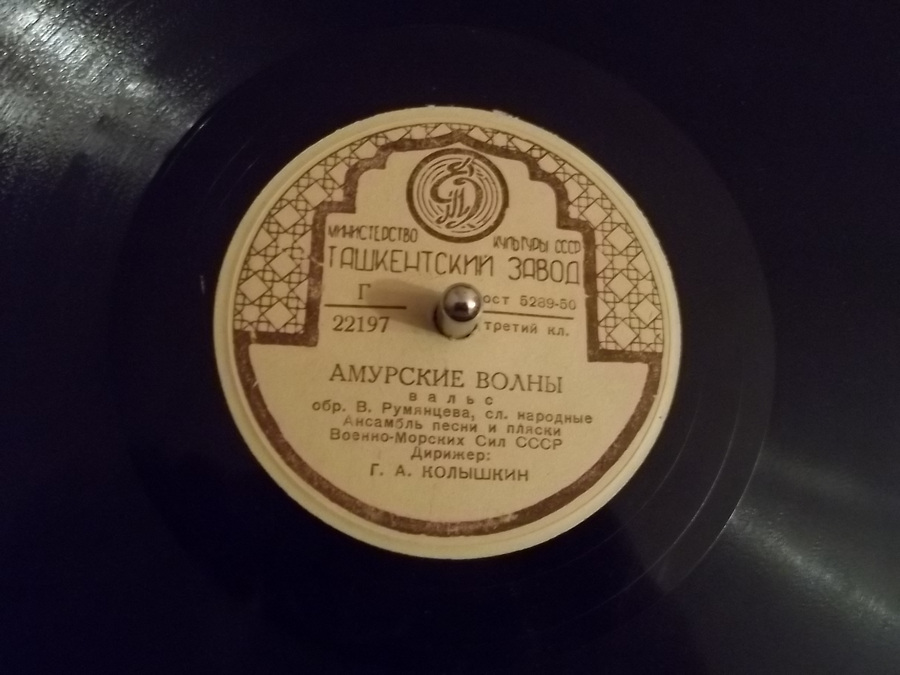 МИНИСТЕРСТВО КУЛЬТУРЫ СССР
ТАШКЕНТСКИЙ ЗАВОД
Г 5289-50
22197 третий кл.
АМУРСКИЕ ВОЛНЫ
вальс
обр. В. Румянцева, сл. народные
Ансамбль песни и пляски
Военно-Морских Сил СССР
Дирижер:
Г. А. КОЛЫШКИН